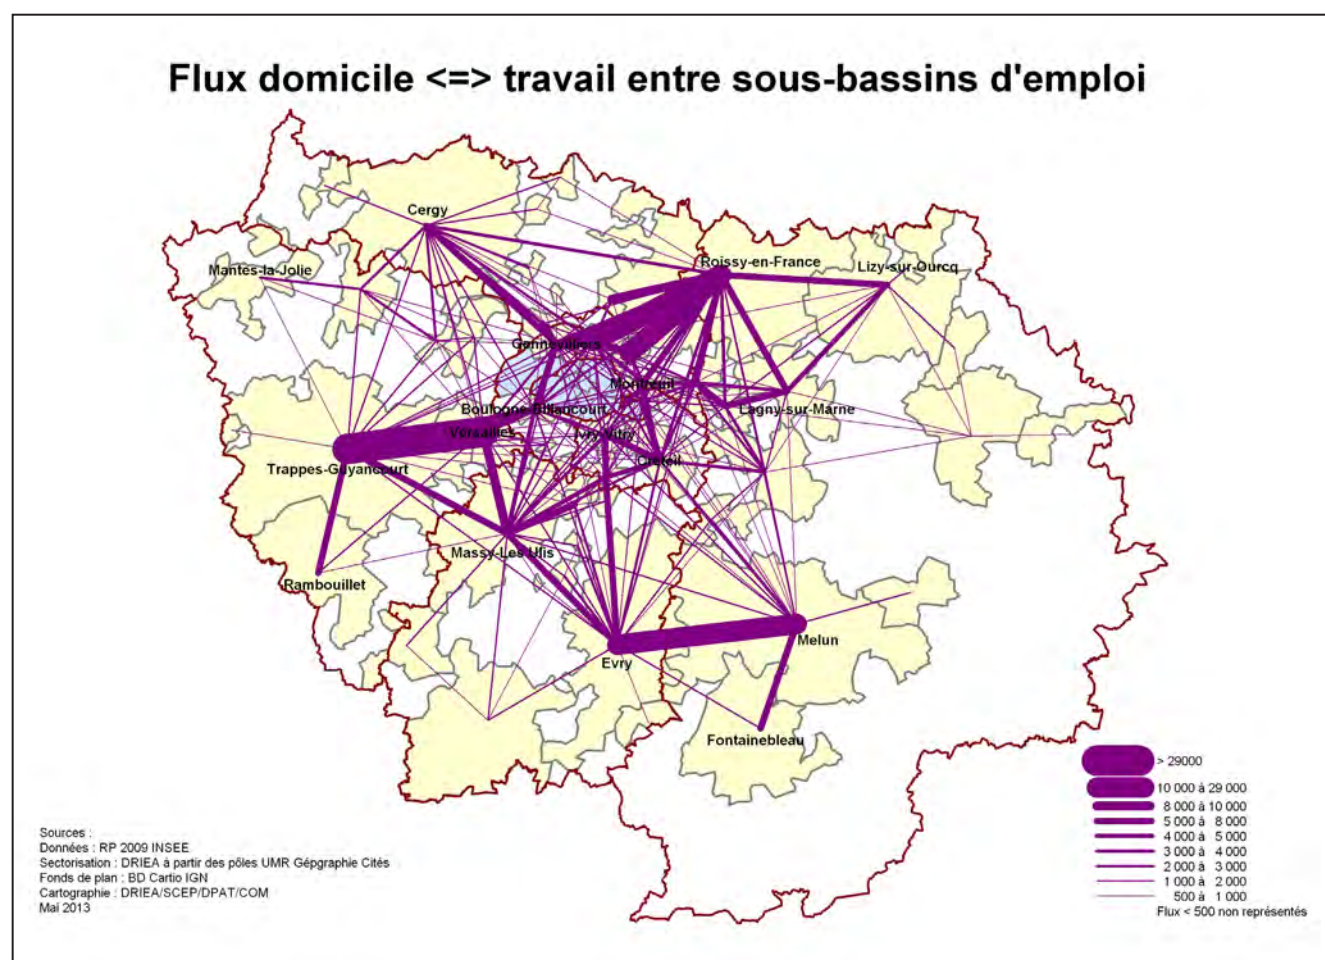 Flux domicile <=> travail entre sous-bassins d'emploi
Cergy
Roissy-en-France
Lizy-sur-Ourcq
Mantes-la-Jolie
Gennevilliers
Montreuil
Boulogne-Billancourt
Lagny-sur-Marne
Versailles
Ivry-Vitry
Créteil
Trappes-Guyancourt
Massy-Les Ulis
Rambouillet
Melun
Evry
Fontainebleau
> 29000
10 000 à 29 000
8 000 à 10 000
5 000 à 8 000
4 000 à 5 000
3 000 à 4 000
2 000 à 3 000
1 000 à 2 000
500 à 1 000
Flux < 500 non représentés
Sources :
Données : RP 2009 INSEE
Sectorisation : DRIEA à partir des pôles UMR Gépgraphie Cités
Fonds de plan : BD Cartio IGN
Cartographie : DRIEA/SCEP/DPAT/COM
Mai 2013